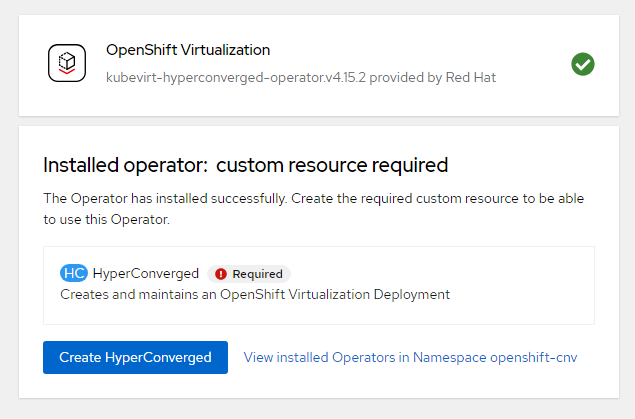 OpenShift Virtualization
kubevirt-hyperconverged-operator.v4.15.2 provided by Red Hat
Installed operator: custom resource required
The Operator has installed successfully. Create the required custom resource to be able
to use this Operator.
HC HyperConverged Required
Creates and maintains an OpenShift Virtualization Deployment
Create HyperConverged View installed Operators in Namespace openshift-cnv